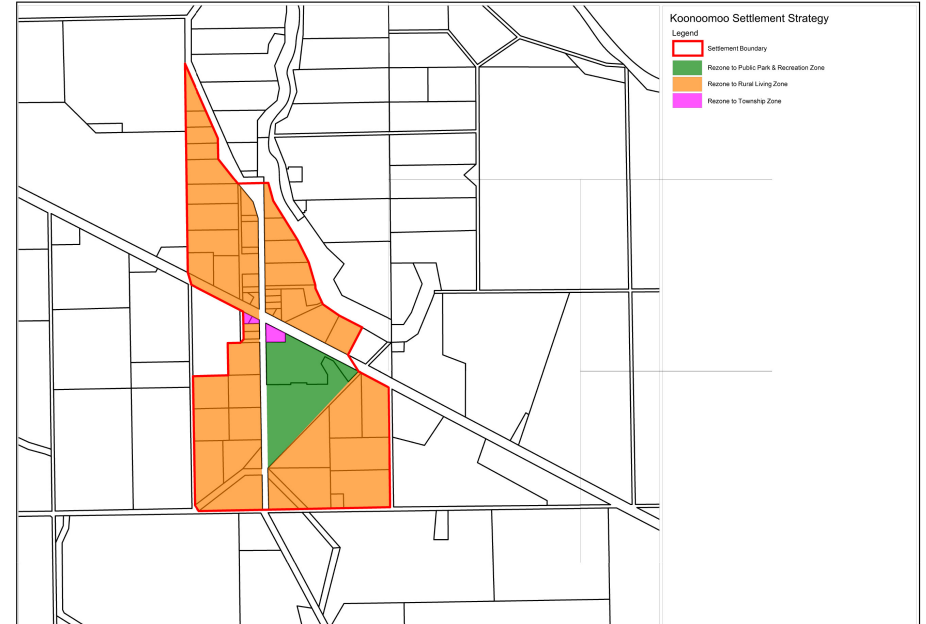 Koonoomoo Settlement Strategy
Legend
Settlement Boundary
Rezone to Public Park & Recreation Zone
Rezone to Rural Living Zone
Rezone to Township Zone